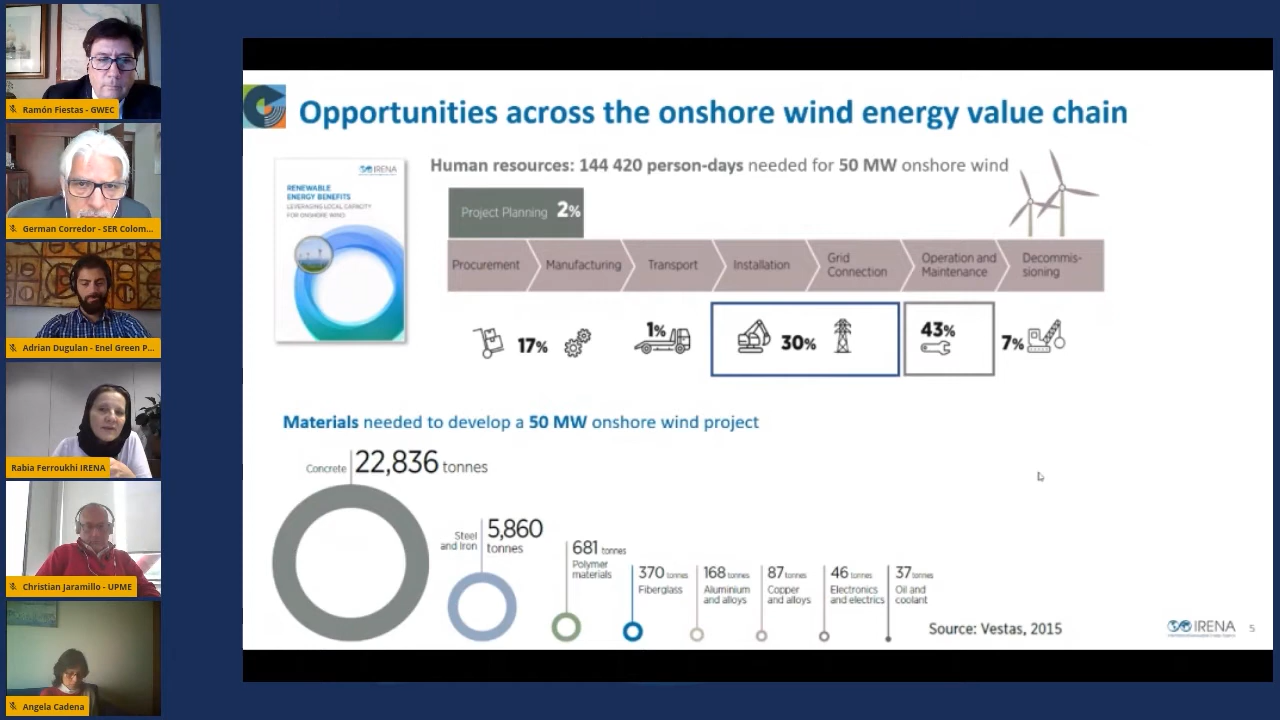 Ramón Fiestas - GWEC
German Corredor - SER Colom...
Adrian Dugulan - Enel Green P...
Rabia Ferroukhi IRENA
Christian Jaramillo - UPME
Angela Cadena
Opportunities across the onshore wind energy value chain
IRENA
RENEWABLE
ENERGY BENEFITS
LEVERAGING LOCAL CAPACITY
FOR ONSHORE WIND
Human resources: 144 420 person-days needed for 50 MW onshore wind
Project Planning 2%
Procurement
Manufacturing
Transport
Installation
Grid
Connection
Operation and
Maintenance
Decommis-
sioning
17%
1%
30%
43%
7%
Materials needed to develop a 50 MW onshore wind project
Concrete 22,836 tonnes
Steel
and Iron
5,860
tonnes
681 tonnes
Polymer
materials
370 tonnes
Fiberglass
168 tonnes
Aluminium
and alloys
87 tonnes
Copper
and alloys
46 tonnes
Electronics
and electrics
37 tonnes
Oil and
coolant
Source: Vestas, 2015
IRENA
5